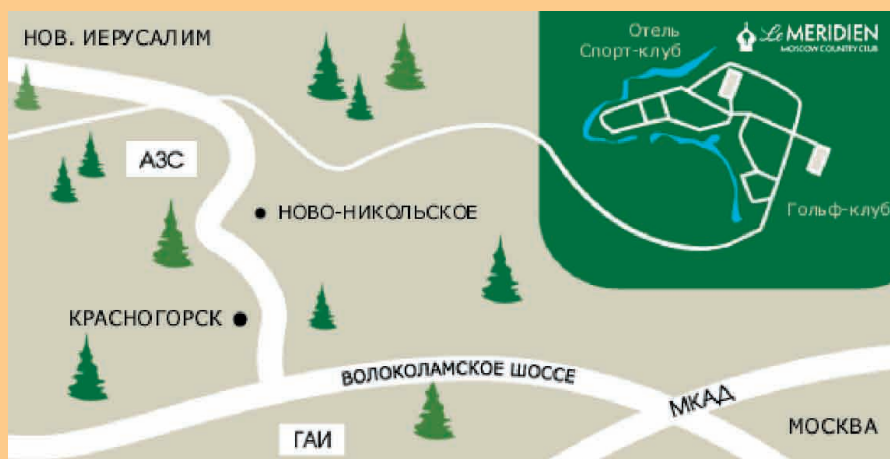 НОВ. ИЕРУСАЛИМ
Отель
Спорт-клуб
Le MERIDIEN
MOSCOW COUNTRY CLUB
АЗС
НОВО-НИКОЛЬСКОЕ
Гольф-клуб
КРАСНОГОРСК
ВОЛОКОЛАМСКОЕ ШОССЕ
МКАД
ГАИ
МОСКВА